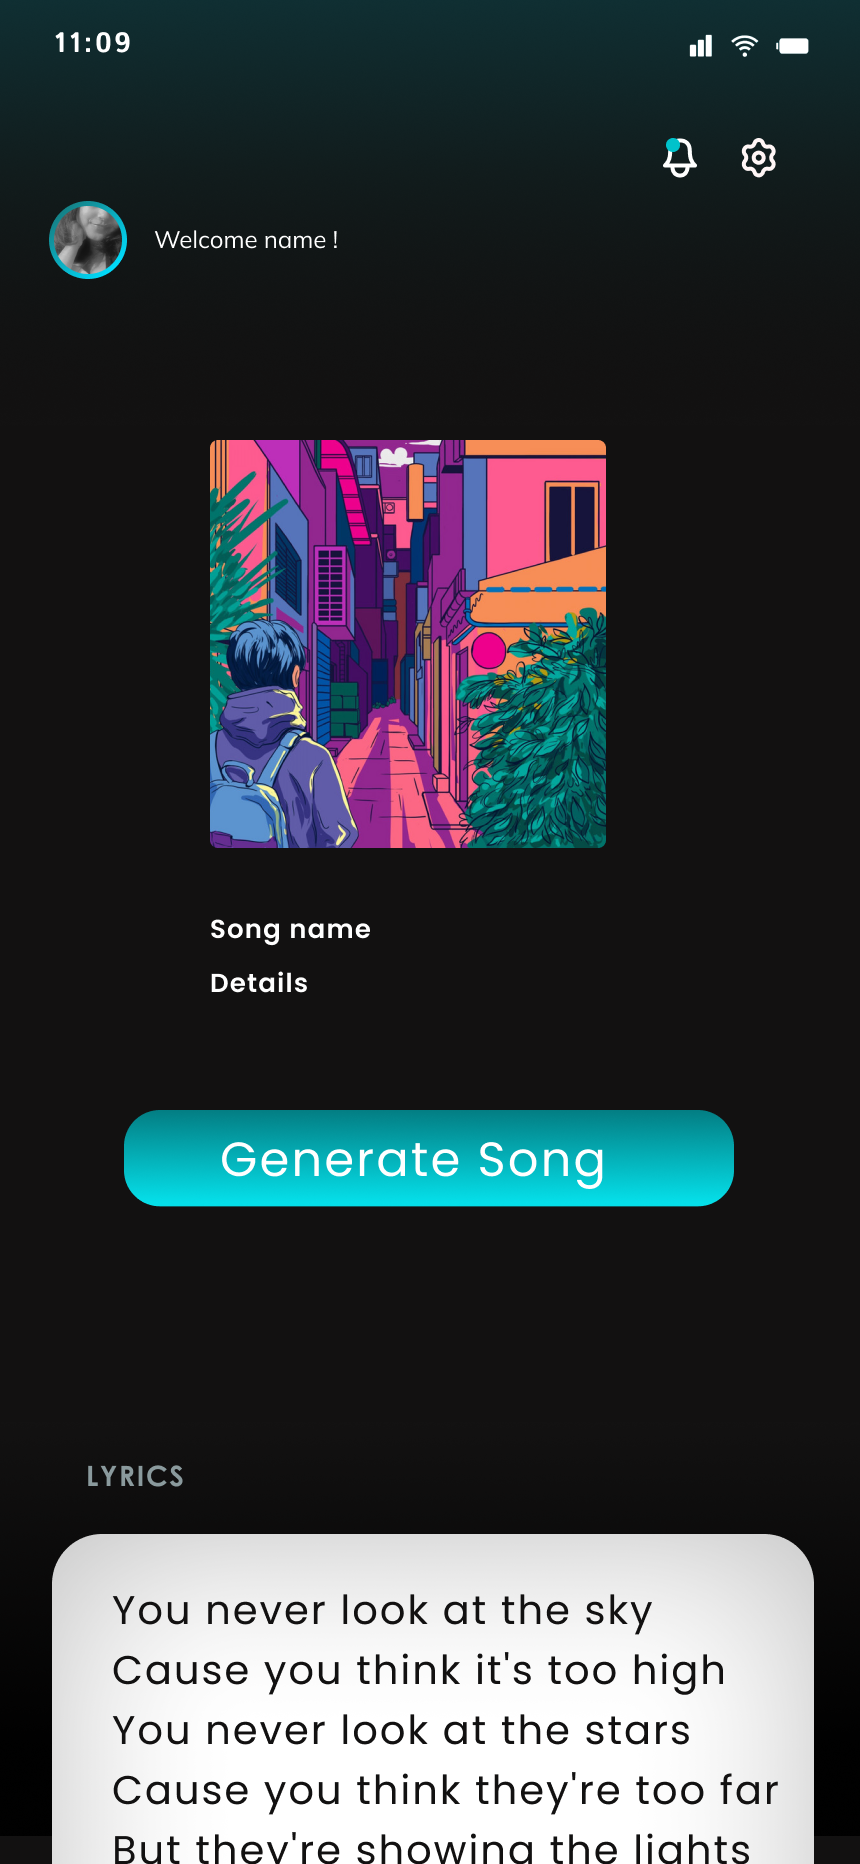 11:09
Welcome name !
Song name
Details
Generate Song
LYRICS
You never look at the sky
Cause you think it's too high
You never look at the stars
Cause you think they're too far
But they're showing the lights